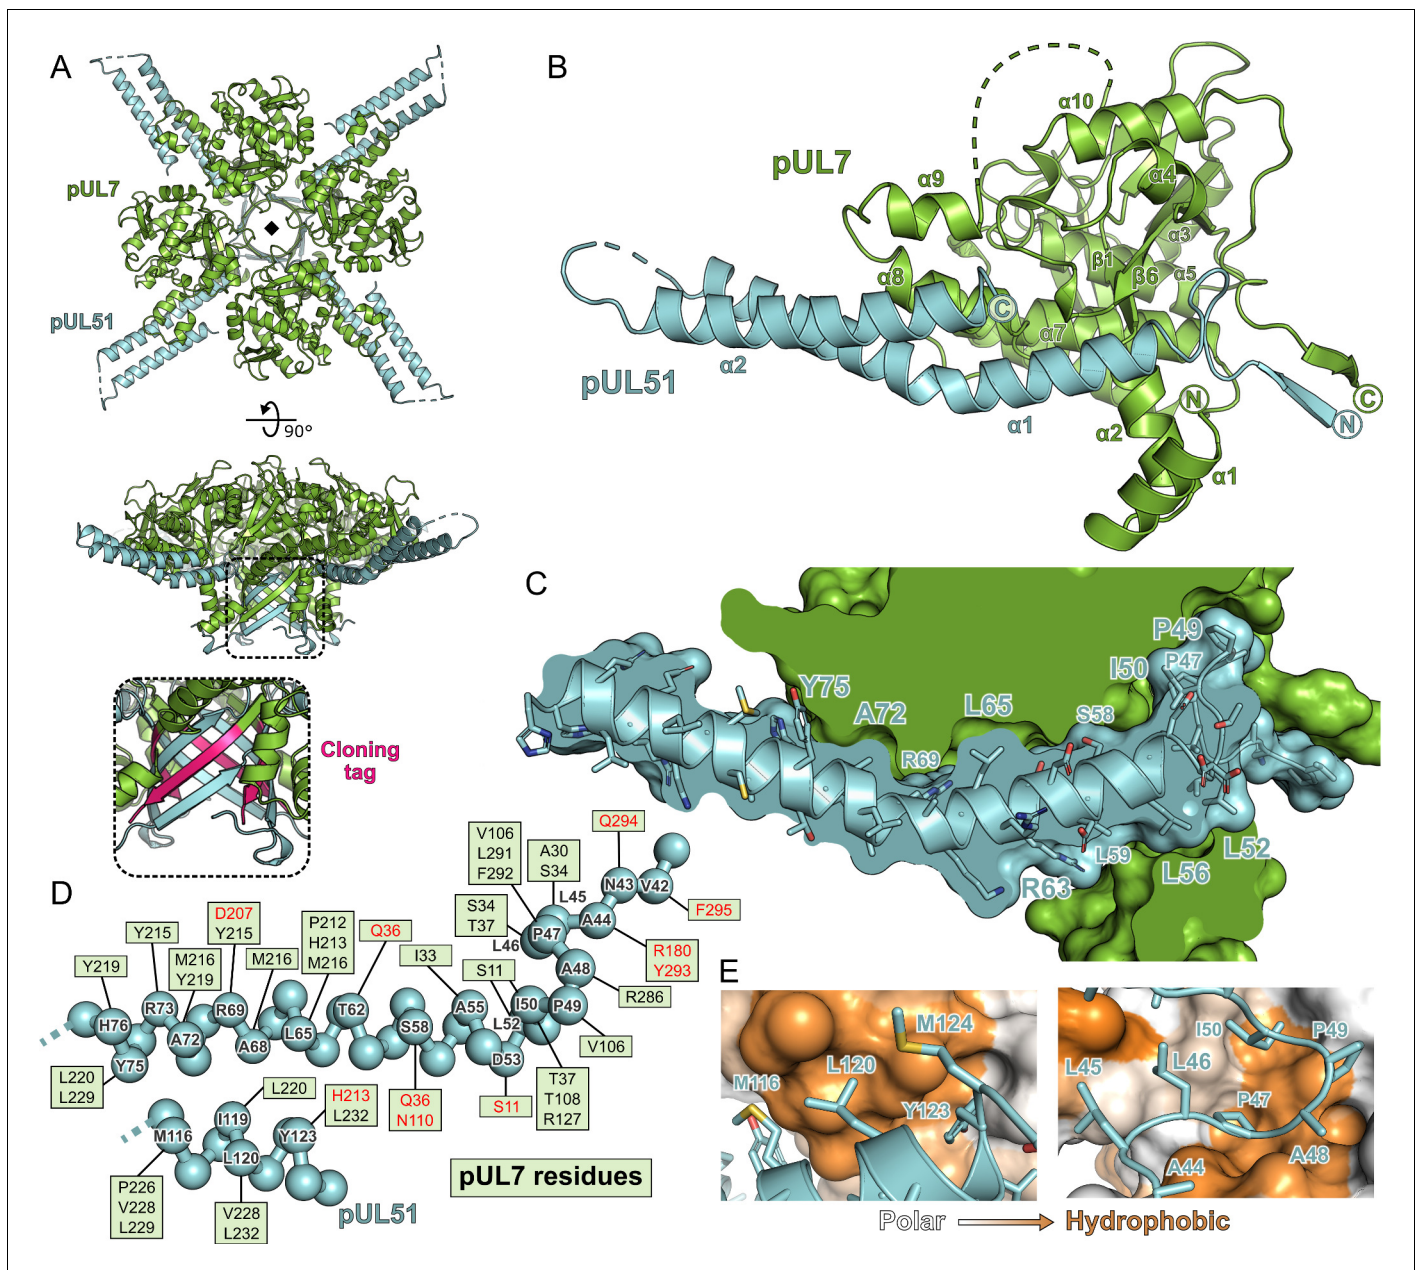 A
pUL7
pUL51
90°
Cloning
tag
B
pUL7
α10
α9
α4
α3
β1
β6
α5
α8
C
α7
α2
pUL51
α1
N
α2
α1
C
N
C
P49
P47
I50
Y75
A72
L65
S58
R69
L59
R63
L56
L52
D
V106
L291
F292
A30
S34
Q294
L45
N43
V42
S34
T37
P47
A44
F295
L46
R180
Y293
D207
Y215
P212
H213
M216
Q36
Y215
M216
Y219
M216
I33
S11
A48
R286
Y219
R73
R69
T62
A55
I50
P49
H76
A72
A68
L65
S58
L52
D53
V106
Y75
L220
L229
L220
H213
L232
Q36
N110
S11
T37
T108
R127
I119
M116
Y123
L120
P226
V228
L229
V228
L232
pUL51
pUL7 residues
E
M124
L120
M116
Y123
I50
P49
L45
L46
P47
A44
A48
Polar
Hydrophobic